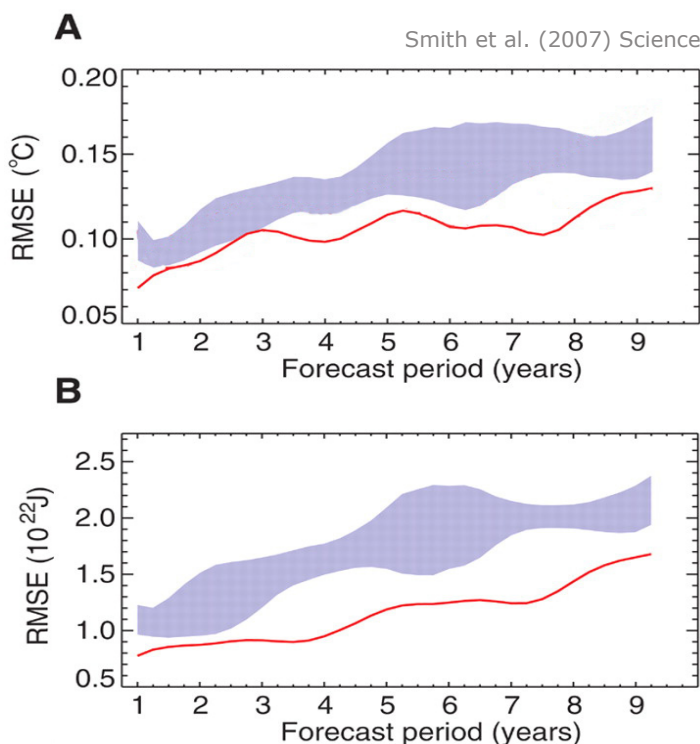 A
Smith et al. (2007) Science
0.20
0.15
0.10
0.05
RMSE (°C)
1 2 3 4 5 6 7 8 9
Forecast period (years)
B
2.5
2.0
1.5
1.0
0.5
RMSE (10²²J)
1 2 3 4 5 6 7 8 9
Forecast period (years)